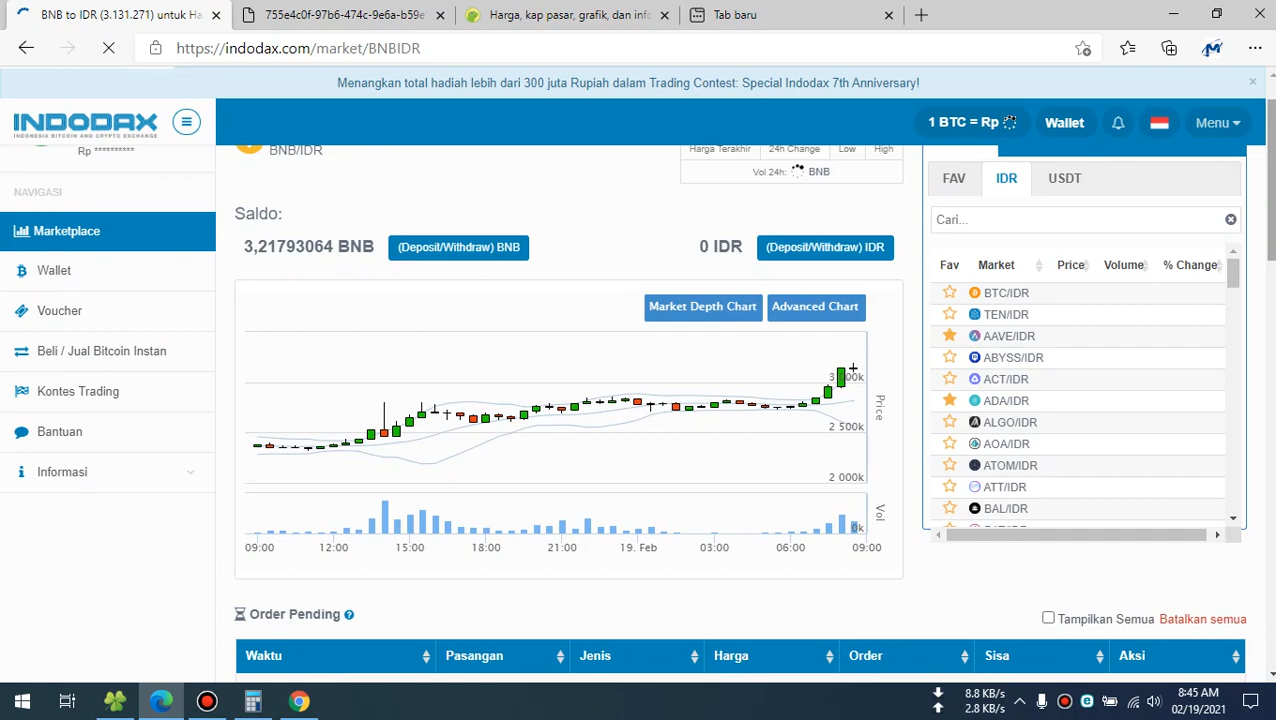 BNB to IDR (3.131.271) untuk Ha
755e4c0f-97b6-474c-9e6a-b59e
Harga, kap pasar, grafik, dan info
Tab baru
https://indodax.com/market/BNBIDR
Menangkan total hadiah lebih dari 300 juta Rupiah dalam Trading Contest: Special Indodax 7th Anniversary!
INDODAX
INDONESIA BITCOIN AND CRYPTO EXCHANGE
1 BTC = Rp
Wallet
Menu
Rp **********
NAVIGASI
Marketplace
Wallet
Voucher
Beli / Jual Bitcoin Instan
Kontes Trading
Bantuan
Informasi
BNB/IDR
Harga Terakhir 24h Change Low High
Vol 24h: BNB
Saldo:
3,21793064 BNB (Deposit/Withdraw) BNB 0 IDR (Deposit/Withdraw) IDR
Market Depth Chart Advanced Chart
2 500k
2 000k
Price
0k
Vol
09:00 12:00 15:00 18:00 21:00 19. Feb 03:00 06:00 09:00
FAV IDR USDT
Cari...
Fav Market Price Volume % Change
BTC/IDR
TEN/IDR
AAVE/IDR
ABYSS/IDR
ACT/IDR
ADA/IDR
ALGO/IDR
AOA/IDR
ATOM/IDR
ATT/IDR
BAL/IDR
Order Pending
Tampilkan Semua Batalkan semua
Waktu Pasangan Jenis Harga Order Sisa Aksi
8.8 KB/s
2.8 KB/s
8:45 AM
02/19/2021